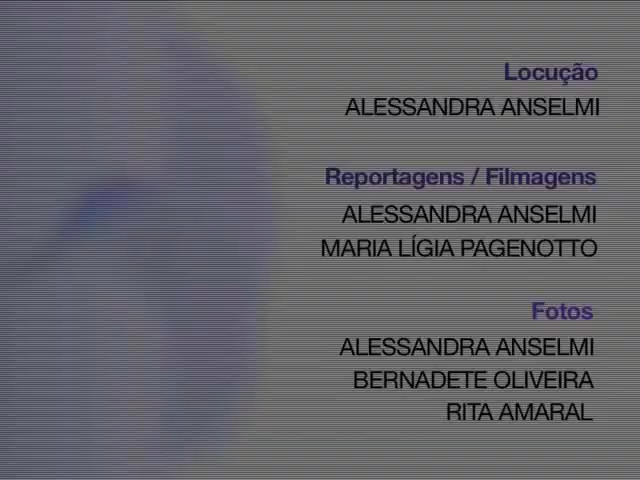 Locução
ALESSANDRA ANSELMI
Reportagens / Filmagens
ALESSANDRA ANSELMI
MARIA LÍGIA PAGENOTTO
Fotos
ALESSANDRA ANSELMI
BERNADETE OLIVEIRA
RITA AMARAL